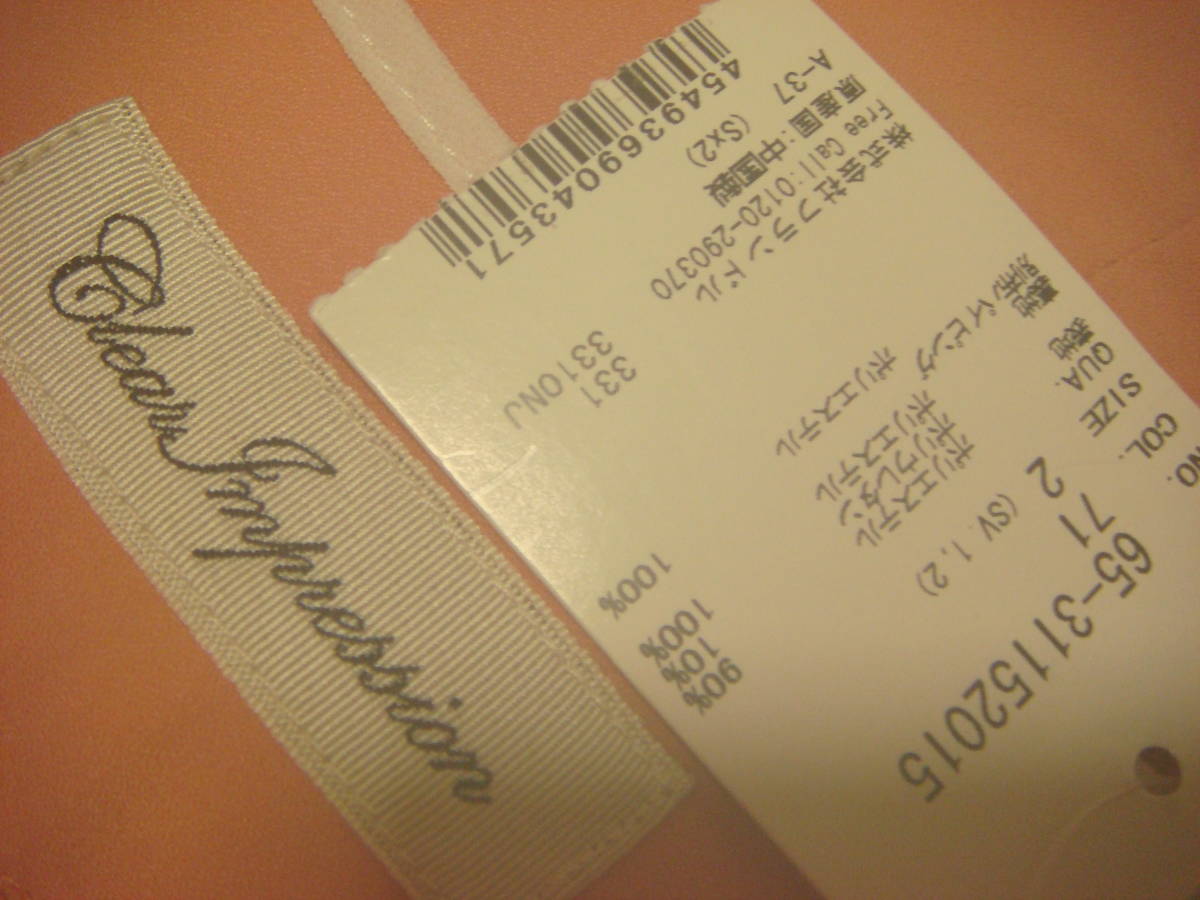 Clear Impression
NO. 65-31152015
COL. 71
SIZE 2 (SV. 1, 2)
QUA.
表地 ポリエステル 90%
ポリウレタン 10%
裏地 ポリエステル 100%
別布/パイピング ポリエステル 100%
331
331ONJ
株式会社フランドル
Free Call:0120-290370
原産国:中国製
A-37 (Sx2)
4549369043571